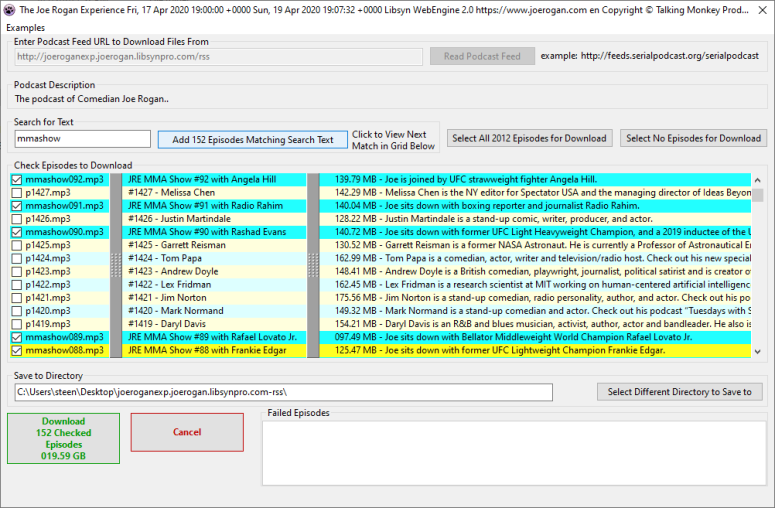 The Joe Rogan Experience Fri, 17 Apr 2020 19:00:00 +0000 Sun, 19 Apr 2020 19:07:32 +0000 Libsyn WebEngine 2.0 https://www.joerogan.com en Copyright © Talking Monkey Prod...
Examples
Enter Podcast Feed URL to Download Files From
http://joeroganexp.joerogan.libsynpro.com/rss
Read Podcast Feed
example: http://feeds.serialpodcast.org/serialpodcast
Podcast Description
The podcast of Comedian Joe Rogan..
Search for Text
mmashow
Add 152 Episodes Matching Search Text
Click to View Next
Match in Grid Below
Select All 2012 Episodes for Download
Select No Episodes for Download
Check Episodes to Download
mmashow092.mp3 JRE MMA Show #92 with Angela Hill 139.79 MB - Joe is joined by UFC strawweight fighter Angela Hill.
p1427.mp3 #1427 - Melissa Chen 142.29 MB - Melissa Chen is the NY editor for Spectator USA and the managing director of Ideas Beyon
mmashow091.mp3 JRE MMA Show #91 with Radio Rahim 140.04 MB - Joe sits down with boxing reporter and journalist Radio Rahim.
p1426.mp3 #1426 - Justin Martindale 128.22 MB - Justin Martindale is a stand-up comic, writer, producer, and actor.
mmashow090.mp3 JRE MMA Show #90 with Rashad Evans 140.72 MB - Joe sits down with former UFC Light Heavyweight Champion, and a 2019 inductee of the U
p1425.mp3 #1425 - Garrett Reisman 130.52 MB - Garrett Reisman is a former NASA Astronaut. He is currently a Professor of Astronautical E
p1424.mp3 #1424 - Tom Papa 162.99 MB - Tom Papa is a comedian, actor, writer and television/radio host. Check out his new special
p1423.mp3 #1423 - Andrew Doyle 148.41 MB - Andrew Doyle is a British comedian, playwright, journalist, political satirist and is creator o
p1422.mp3 #1422 - Lex Fridman 162.45 MB - Lex Fridman is a research scientist at MIT working on human-centered artificial intelligence
p1421.mp3 #1421 - Jim Norton 175.56 MB - Jim Norton is a stand-up comedian, radio personality, author, and actor. Check out his po
p1420.mp3 #1420 - Mark Normand 149.32 MB - Mark Normand is a stand-up comedian and actor. Check out his podcast "Tuesdays with S
p1419.mp3 #1419 - Daryl Davis 154.21 MB - Daryl Davis is an R&B and blues musician, activist, author, actor and bandleader. He also is
mmashow089.mp3 JRE MMA Show #89 with Rafael Lovato Jr. 097.49 MB - Joe sits down with Bellator Middleweight World Champion Rafael Lovato Jr.
mmashow088.mp3 JRE MMA Show #88 with Frankie Edgar 125.47 MB - Joe sits down with former UFC Lightweight Champion Frankie Edgar.
Save to Directory
C:\Users\steen\Desktop\joeroganexp.joerogan.libsynpro.com-rss\
Select Different Directory to Save to
Download
152 Checked
Episodes
019.59 GB
Cancel
Failed Episodes